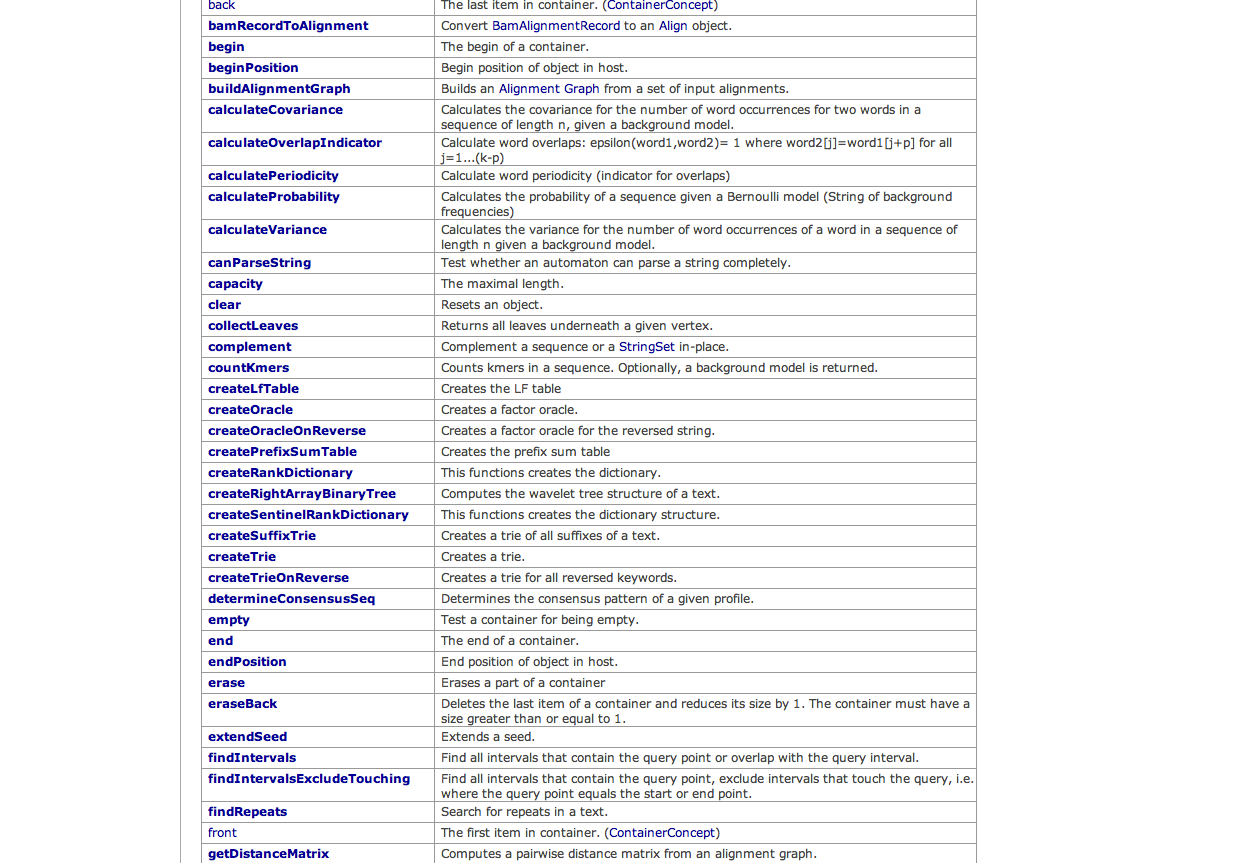 back The last item in container. (ContainerConcept)
bamRecordToAlignment Convert BamAlignmentRecord to an Align object.
begin The begin of a container.
beginPosition Begin position of object in host.
buildAlignmentGraph Builds an Alignment Graph from a set of input alignments.
calculateCovariance Calculates the covariance for the number of word occurrences for two words in a
sequence of length n, given a background model.
calculateOverlapIndicator Calculate word overlaps: epsilon(word1,word2)= 1 where word2[j]=word1[j+p] for all
j=1...(k-p)
calculatePeriodicity Calculate word periodicity (indicator for overlaps)
calculateProbability Calculates the probability of a sequence given a Bernoulli model (String of background
frequencies)
calculateVariance Calculates the variance for the number of word occurrences of a word in a sequence of
length n given a background model.
canParseString Test whether an automaton can parse a string completely.
capacity The maximal length.
clear Resets an object.
collectLeaves Returns all leaves underneath a given vertex.
complement Complement a sequence or a StringSet in-place.
countKmers Counts kmers in a sequence. Optionally, a background model is returned.
createLfTable Creates the LF table
createOracle Creates a factor oracle.
createOracleOnReverse Creates a factor oracle for the reversed string.
createPrefixSumTable Creates the prefix sum table
createRankDictionary This functions creates the dictionary.
createRightArrayBinaryTree Computes the wavelet tree structure of a text.
createSentinelRankDictionary This functions creates the dictionary structure.
createSuffixTrie Creates a trie of all suffixes of a text.
createTrie Creates a trie.
createTrieOnReverse Creates a trie for all reversed keywords.
determineConsensusSeq Determines the consensus pattern of a given profile.
empty Test a container for being empty.
end The end of a container.
endPosition End position of object in host.
erase Erases a part of a container
eraseBack Deletes the last item of a container and reduces its size by 1. The container must have a
size greater than or equal to 1.
extendSeed Extends a seed.
findIntervals Find all intervals that contain the query point or overlap with the query interval.
findIntervalsExcludeTouching Find all intervals that contain the query point, exclude intervals that touch the query, i.e.
where the query point equals the start or end point.
findRepeats Search for repeats in a text.
front The first item in container. (ContainerConcept)
getDistanceMatrix Computes a pairwise distance matrix from an alignment graph.